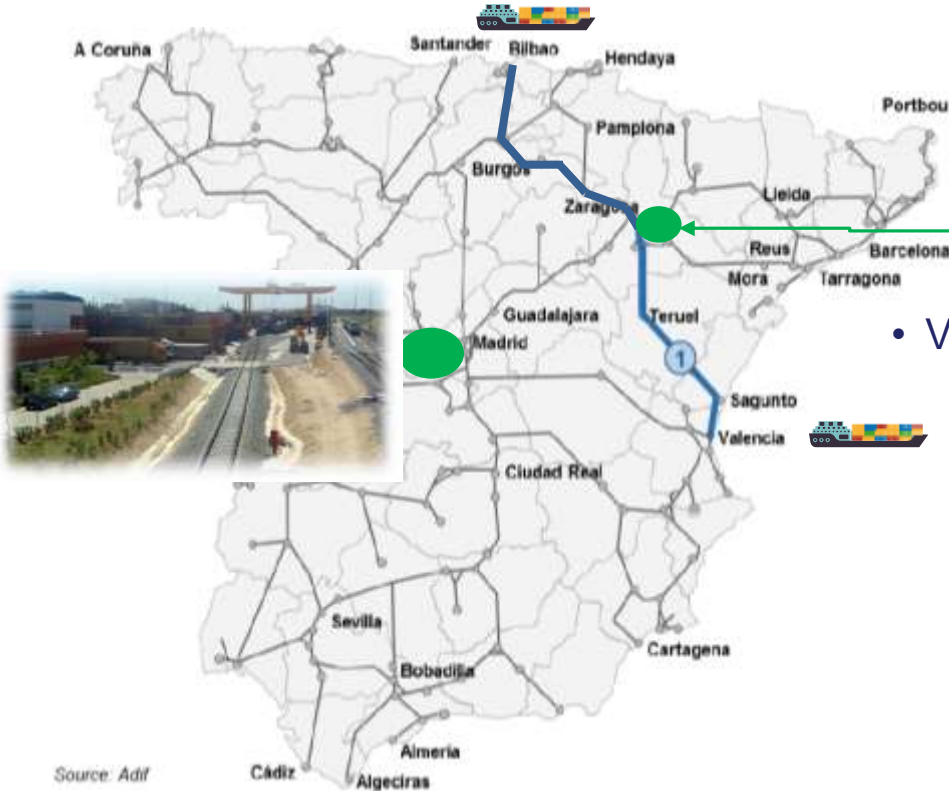 A Coruña
Santander
Bilbao
Hendaya
Portbou
Pamplona
Burgos
Zaragoza
Lleida
Reus
Barcelona
Mora
Tarragona
Guadalajara
Teruel
Madrid
1
• V
Sagunto
Valencia
Ciudad Real
Sevilla
Cartagena
Bobadilla
Almería
Cádiz
Algeciras
Source: Adif